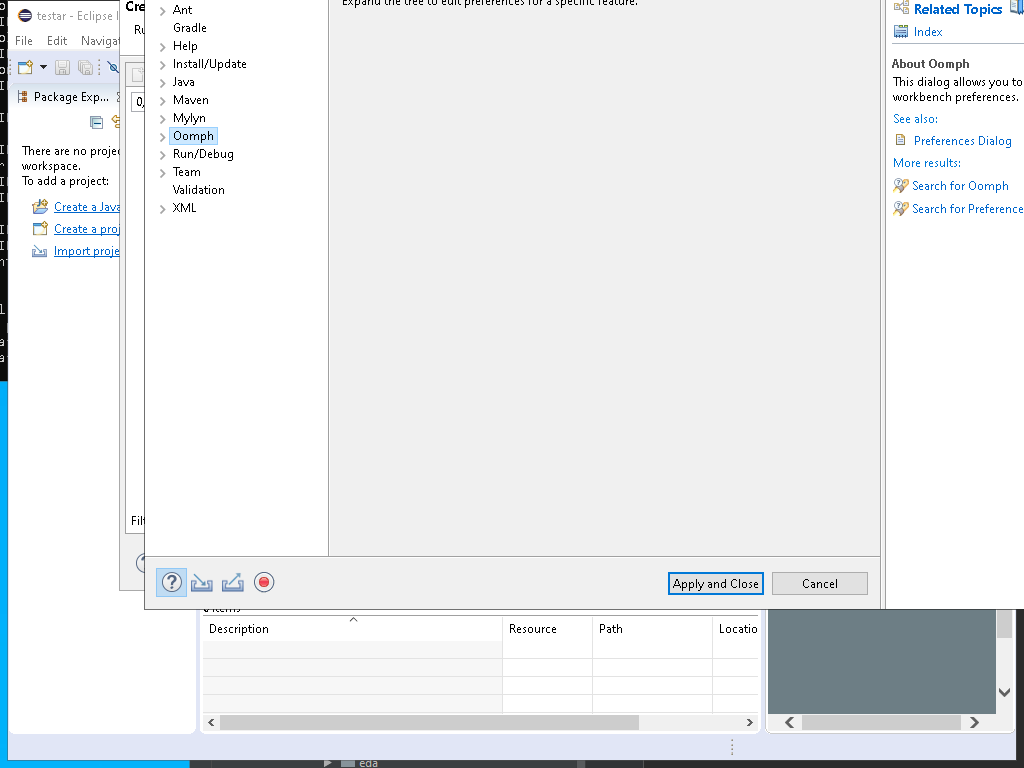 testar - Eclipse I
File Edit Navigat
Package Exp...
There are no proje
workspace.
To add a project:
Create a Java
Create a proj
Import proje
Cre
Ru
0,
Filt
Expand the tree to edit preferences for a specific feature.
Ant
Gradle
Help
Install/Update
Java
Maven
Mylyn
Oomph
Run/Debug
Team
Validation
XML
Apply and Close
Cancel
Related Topics
Index
About Oomph
This dialog allows you to
workbench preferences.
See also:
Preferences Dialog
More results:
Search for Oomph
Search for Preference
0 items
Description Resource Path Locatio
eda